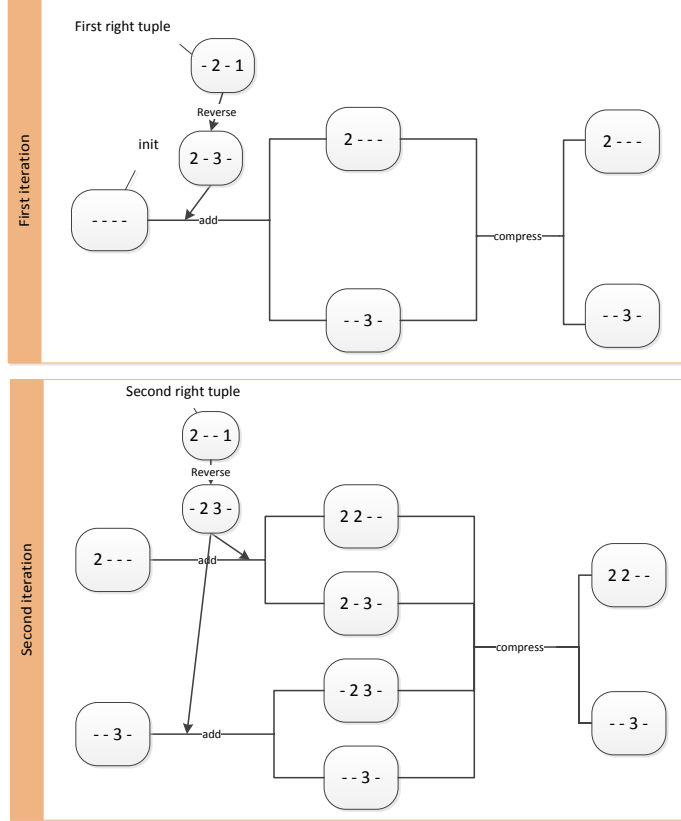 First iteration
First right tuple
- 2 - 1
Reverse
init
2 - 3 -
- - - -
add
2 - - -
- - 3 -
compress
2 - - -
- - 3 -
Second iteration
Second right tuple
2 - - 1
Reverse
- 2 3 -
2 - - -
add
2 2 - -
2 - 3 -
- - 3 -
add
- 2 3 -
- - 3 -
compress
2 2 - -
- - 3 -